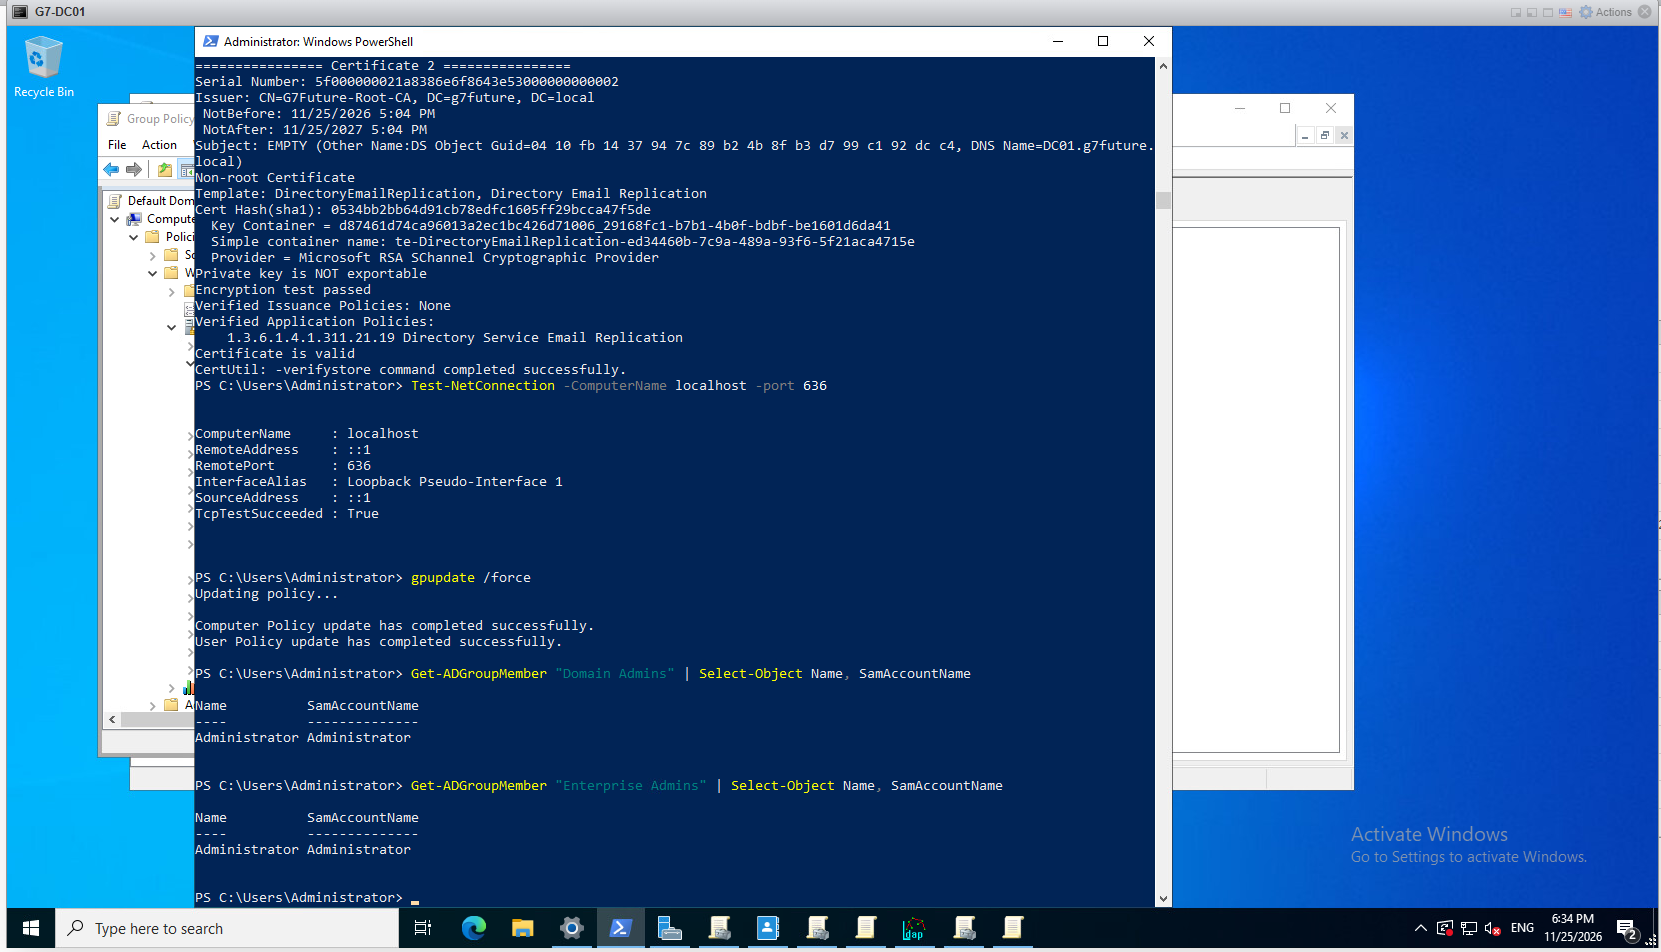 G7-DC01
Actions
Recycle Bin
Administrator: Windows PowerShell
Group Policy
File Action
Default Dom
Compute
Polici
================ Certificate 2 ================
Serial Number: 5f000000021a8386e6f8643e53000000000002
Issuer: CN=G7Future-Root-CA, DC=g7future, DC=local
NotBefore: 11/25/2026 5:04 PM
NotAfter: 11/25/2027 5:04 PM
Subject: EMPTY (Other Name:DS Object Guid=04 10 fb 14 37 94 7c 89 b2 4b 8f b3 d7 99 c1 92 dc c4, DNS Name=DC01.g7future.
local)
Non-root Certificate
Template: DirectoryEmailReplication, Directory Email Replication
Cert Hash(sha1): 0534bb2bb64d91cb78edfc1605ff29bcca47f5de
Key Container = d87461d74ca96013a2ec1bc426d71006_29168fc1-b7b1-4b0f-bdbf-be1601d6da41
Simple container name: te-DirectoryEmailReplication-ed34460b-7c9a-489a-93f6-5f21aca4715e
Provider = Microsoft RSA SChannel Cryptographic Provider
Private key is NOT exportable
Encryption test passed
Verified Issuance Policies: None
Verified Application Policies:
1.3.6.1.4.1.311.21.19 Directory Service Email Replication
Certificate is valid
CertUtil: -verifystore command completed successfully.
PS C:\Users\Administrator> Test-NetConnection -ComputerName localhost -port 636
ComputerName : localhost
RemoteAddress : ::1
RemotePort : 636
InterfaceAlias : Loopback Pseudo-Interface 1
SourceAddress : ::1
TcpTestSucceeded : True
PS C:\Users\Administrator> gpupdate /force
Updating policy...
Computer Policy update has completed successfully.
User Policy update has completed successfully.
PS C:\Users\Administrator> Get-ADGroupMember "Domain Admins" | Select-Object Name, SamAccountName
Name SamAccountName
---- --------------
Administrator Administrator
PS C:\Users\Administrator> Get-ADGroupMember "Enterprise Admins" | Select-Object Name, SamAccountName
Name SamAccountName
---- --------------
Administrator Administrator
PS C:\Users\Administrator>
Activate Windows
Go to Settings to activate Windows.
Type here to search
ldap
ENG
6:34 PM
11/25/2026
2